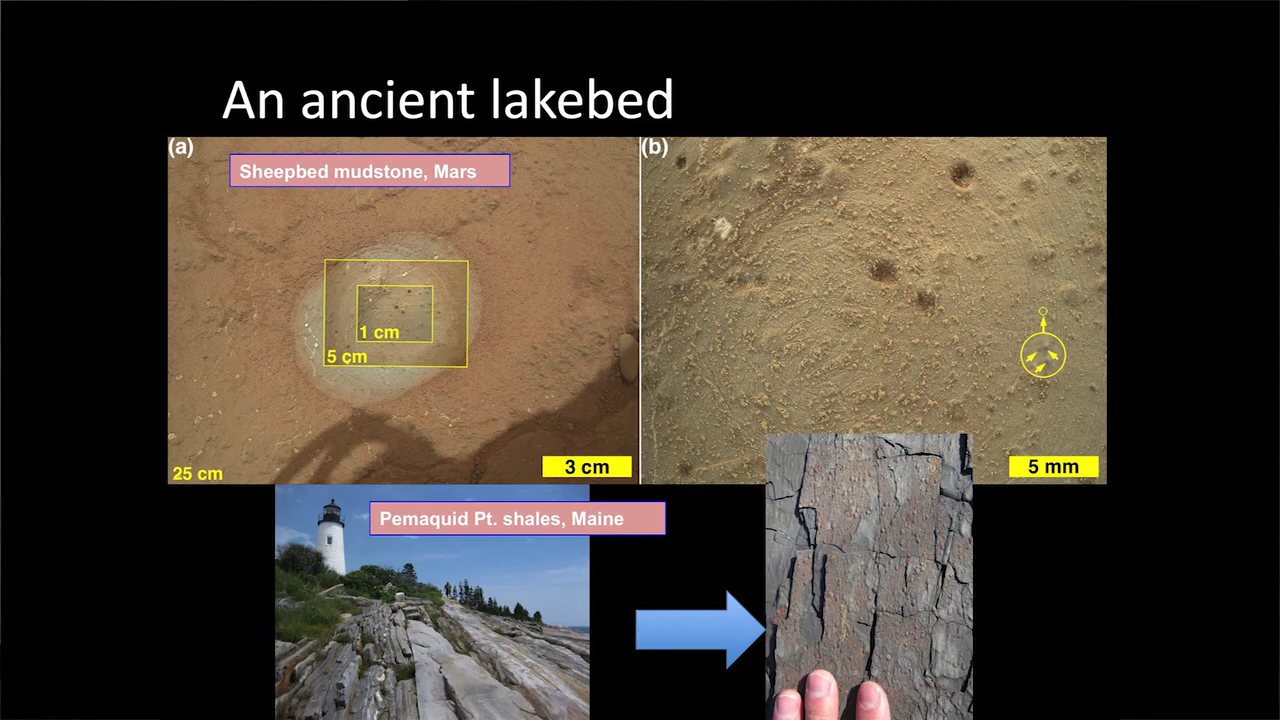 An ancient lakebed
(a)
Sheepbed mudstone, Mars
1 cm
5 cm
25 cm
3 cm
(b)
5 mm
Pemaquid Pt. shales, Maine